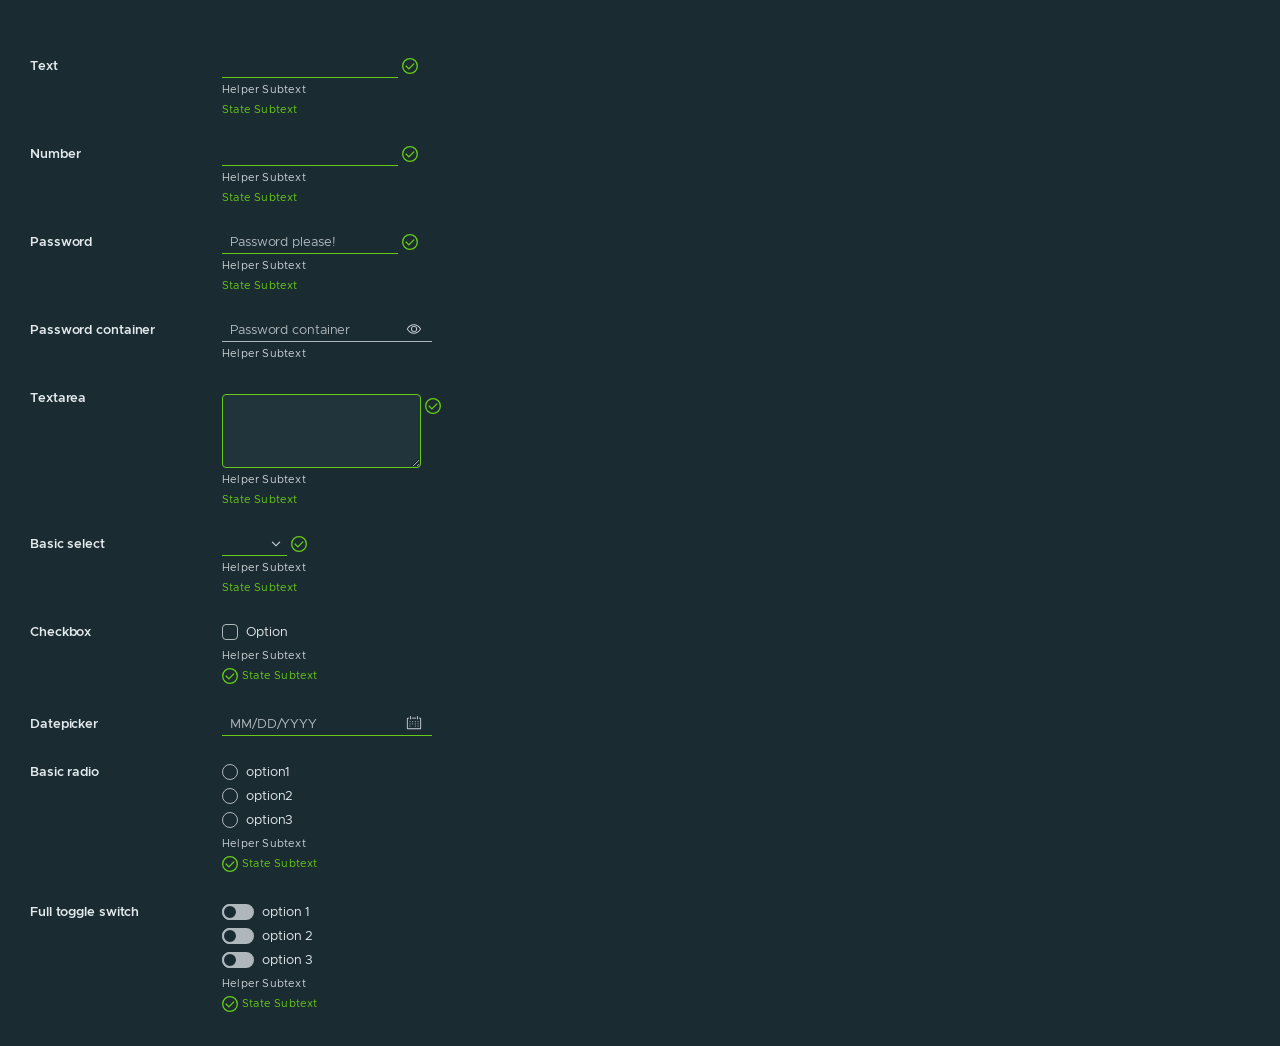 Text
Helper Subtext
State Subtext
Number
Helper Subtext
State Subtext
Password
Password please!
Helper Subtext
State Subtext
Password container
Password container
Helper Subtext
Textarea
Helper Subtext
State Subtext
Basic select
Helper Subtext
State Subtext
Checkbox
Option
Helper Subtext
State Subtext
Datepicker
MM/DD/YYYY
Basic radio
option1
option2
option3
Helper Subtext
State Subtext
Full toggle switch
option 1
option 2
option 3
Helper Subtext
State Subtext